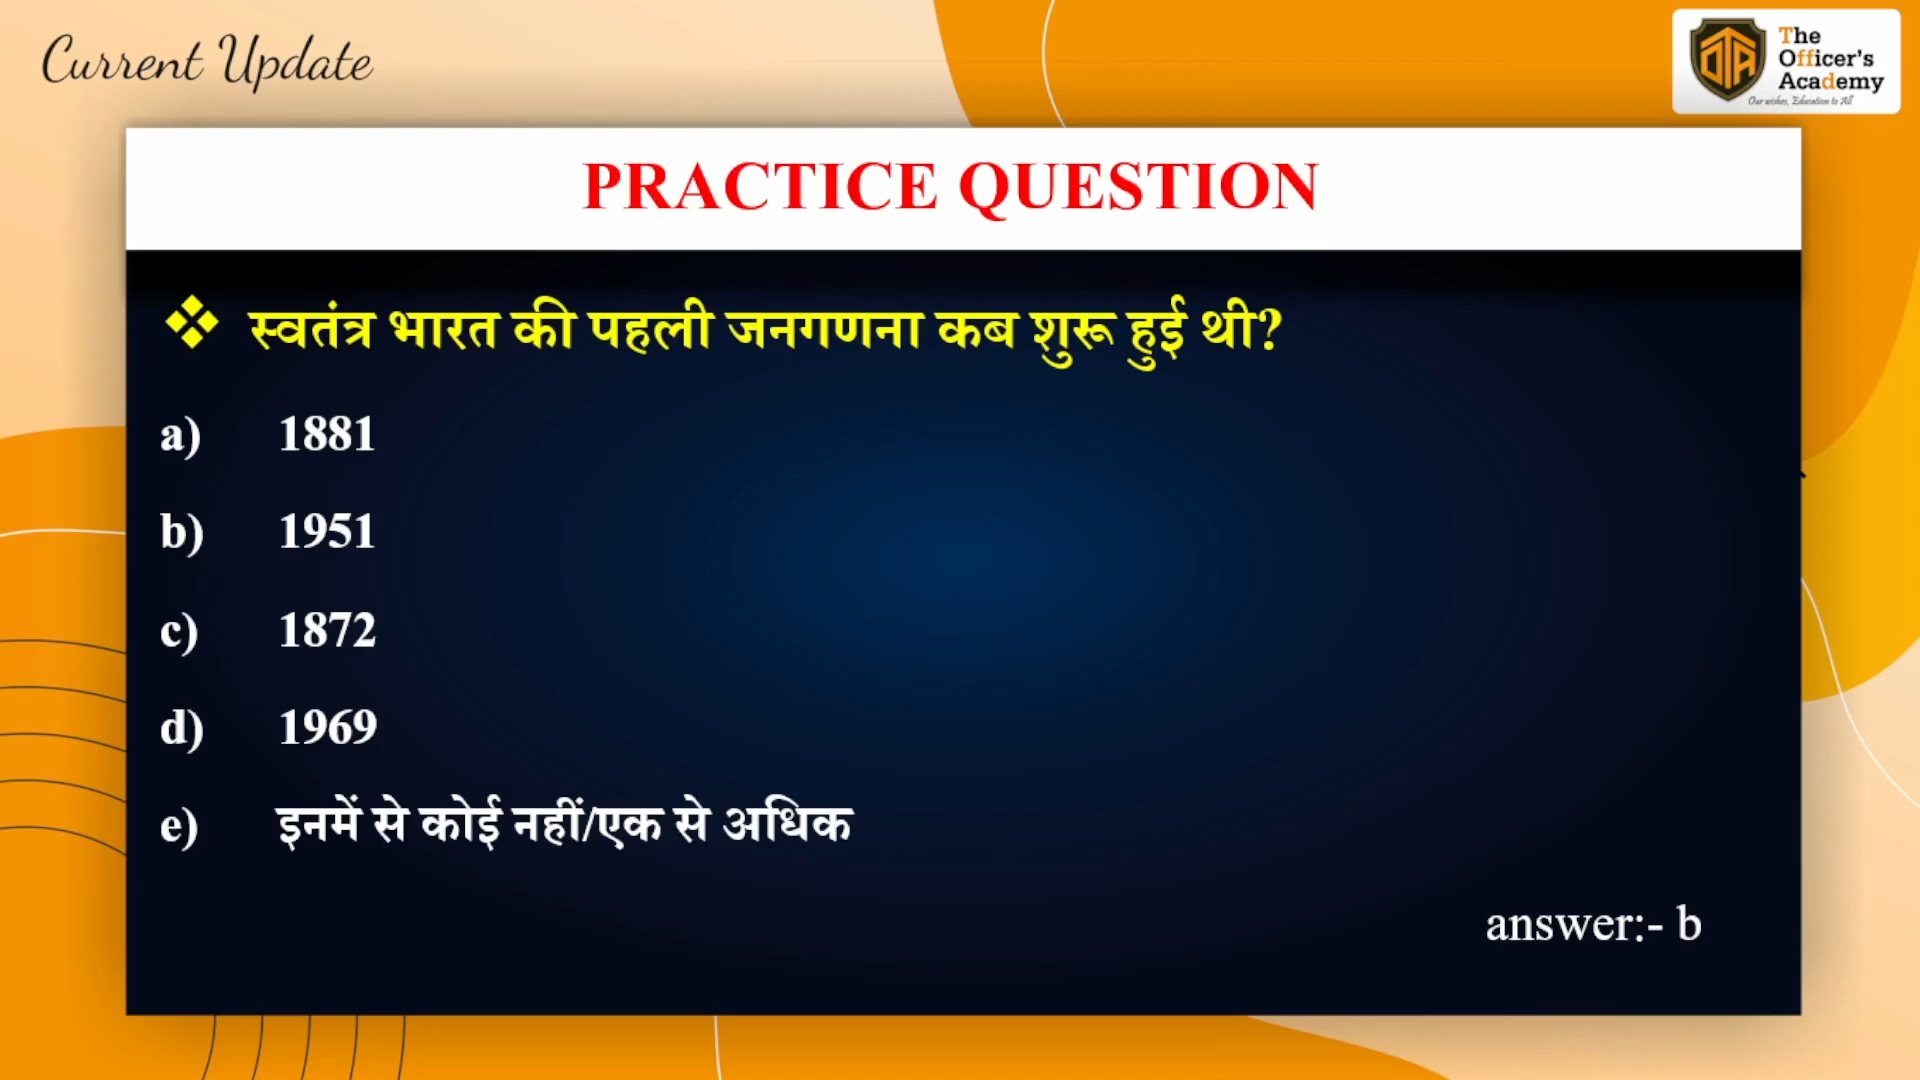 Current Update
The
Officer's
Academy
Our wishes, Education to All
PRACTICE QUESTION
❖ स्वतंत्र भारत की पहली जनगणना कब शुरू हुई थी?
a) 1881
b) 1951
c) 1872
d) 1969
e) इनमें से कोई नहीं/एक से अधिक
answer:- b